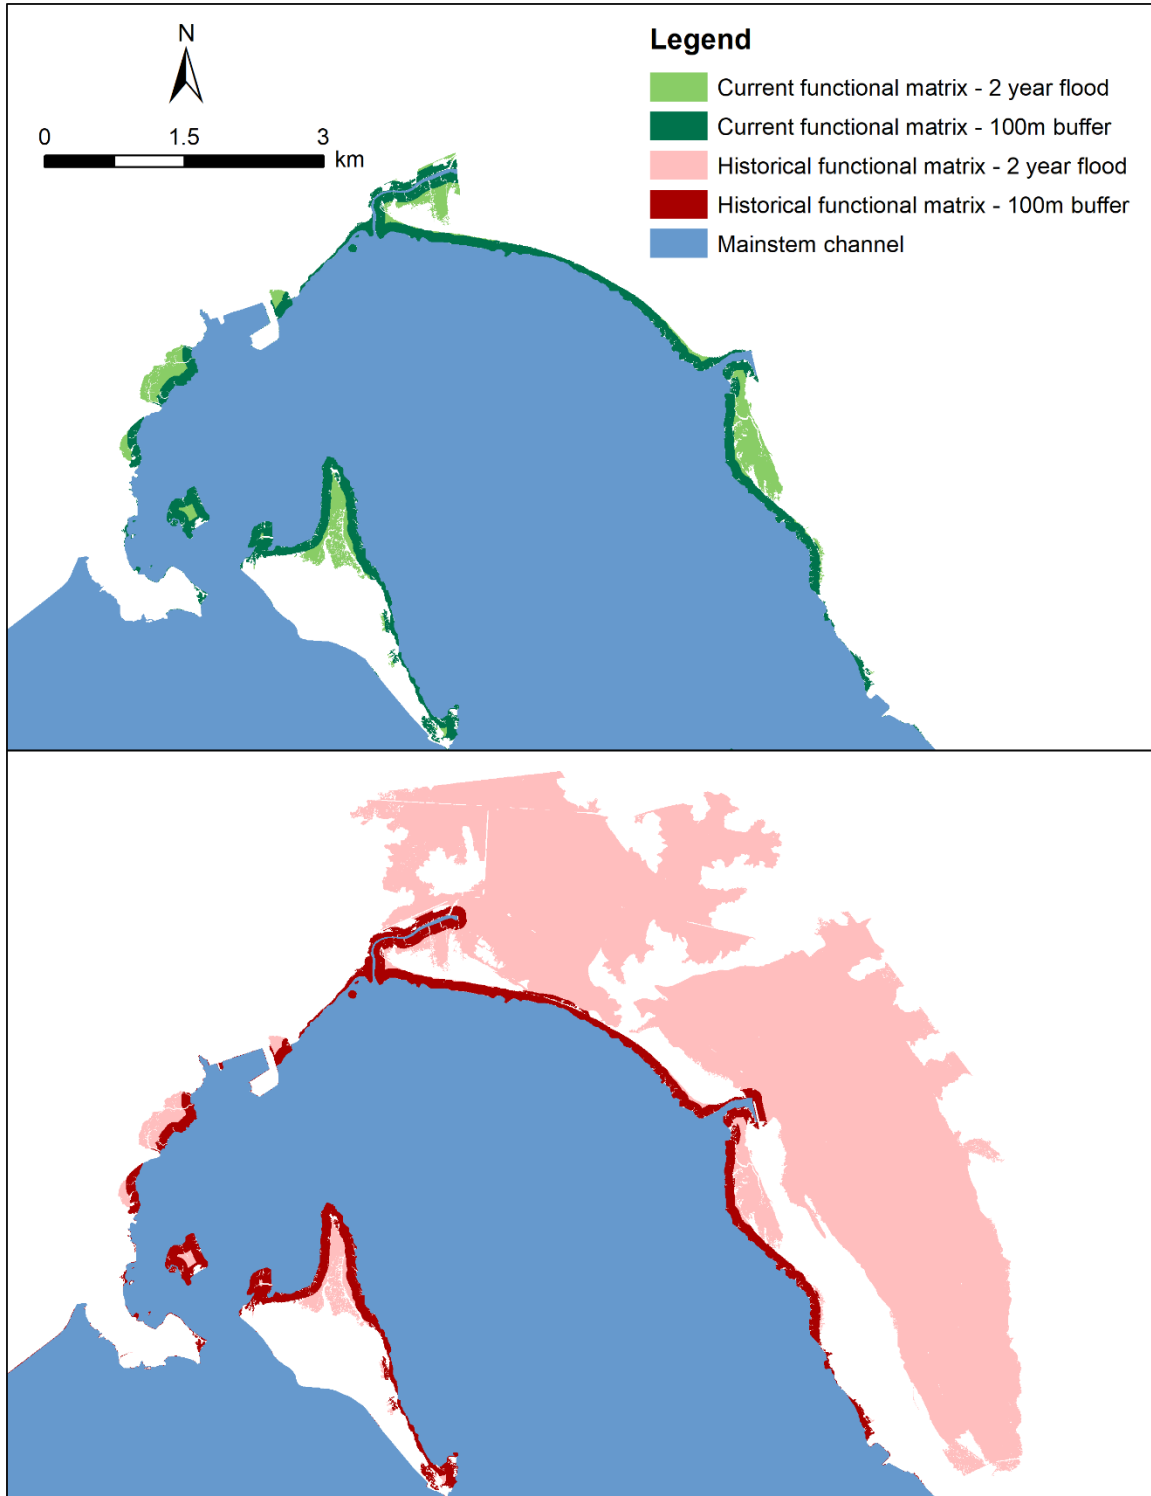 N
0 1.5 3
km
Legend
Current functional matrix - 2 year flood
Current functional matrix - 100m buffer
Historical functional matrix - 2 year flood
Historical functional matrix - 100m buffer
Mainstem channel